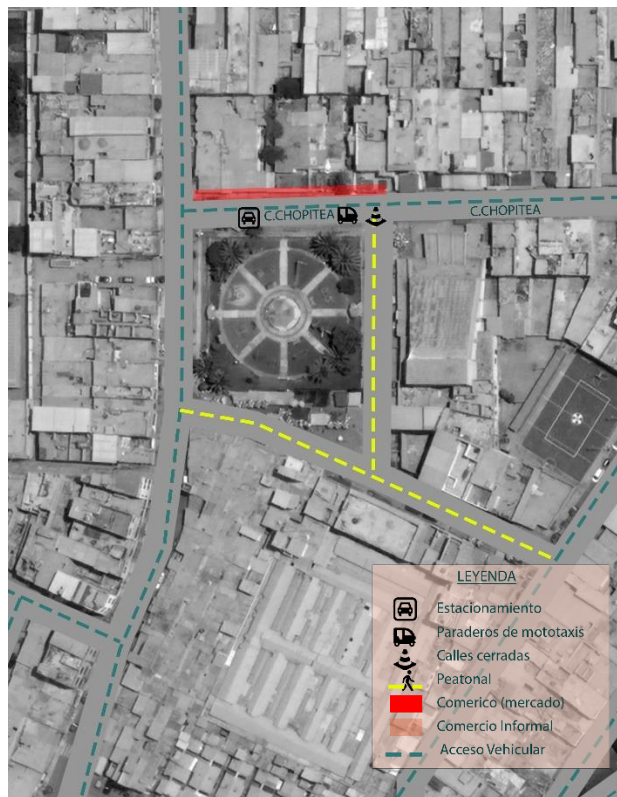 C.CHOPITEA
C.CHOPITEA
LEYENDA
Estacionamiento
Paraderos de mototaxis
Calles cerradas
Peatonal
Comerico (mercado)
Comercio Informal
Acceso Vehicular